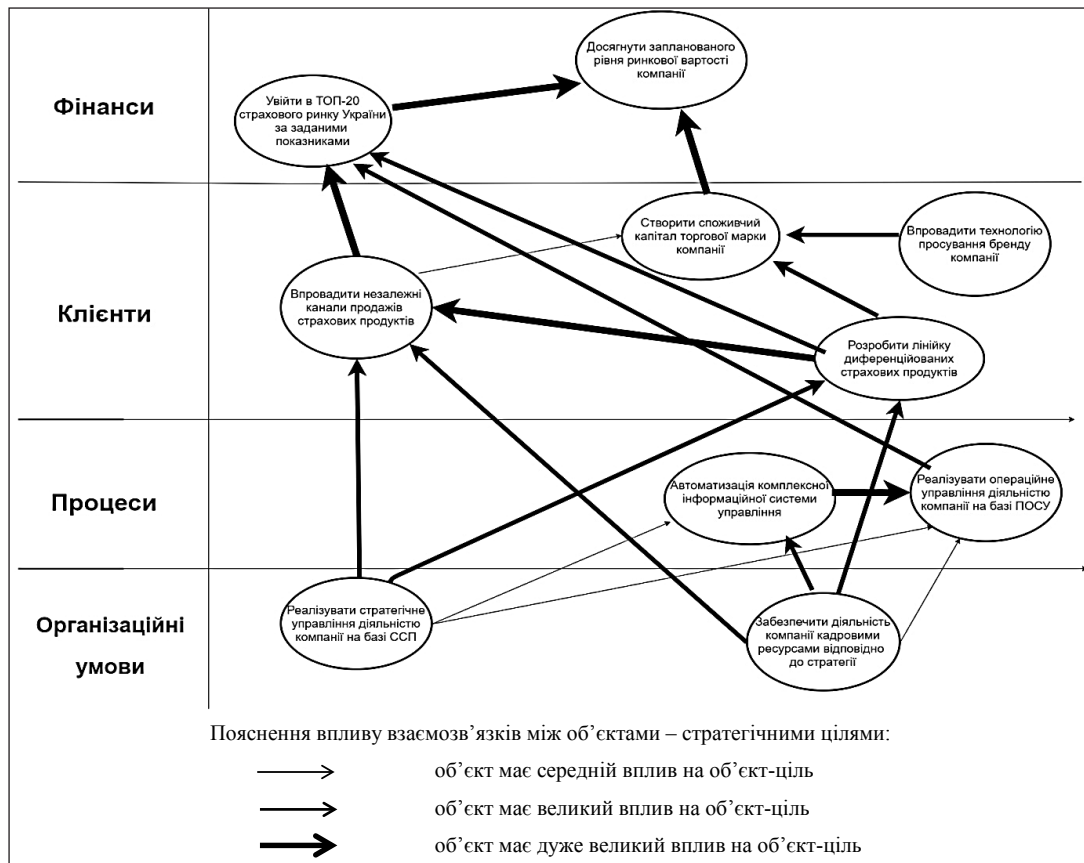 Фінанси
Досягнути запланованого
рівня ринкової вартості
компанії
Увійти в ТОП-20
страхового ринку України
за заданими
показниками
Клієнти
Створити споживчий
капітал торгової марки
компанії
Впровадити технологію
просування бренду
компанії
Впровадити незалежні
канали продажів
страхових продуктів
Розробити лінійку
диференційованих
страхових продуктів
Процеси
Автоматизація комплексної
інформаційної системи
управління
Реалізувати операційне
управління діяльністю
компанії на базі ПОСУ
Організаційні
умови
Реалізувати стратегічне
управління діяльністю
компанії на базі ССП
Забезпечити діяльність
компанії кадровими
ресурсами відповідно
до стратегії
Пояснення впливу взаємозв’язків між об’єктами – стратегічними цілями:
об’єкт має середній вплив на об’єкт-ціль
об’єкт має великий вплив на об’єкт-ціль
об’єкт має дуже великий вплив на об’єкт-ціль